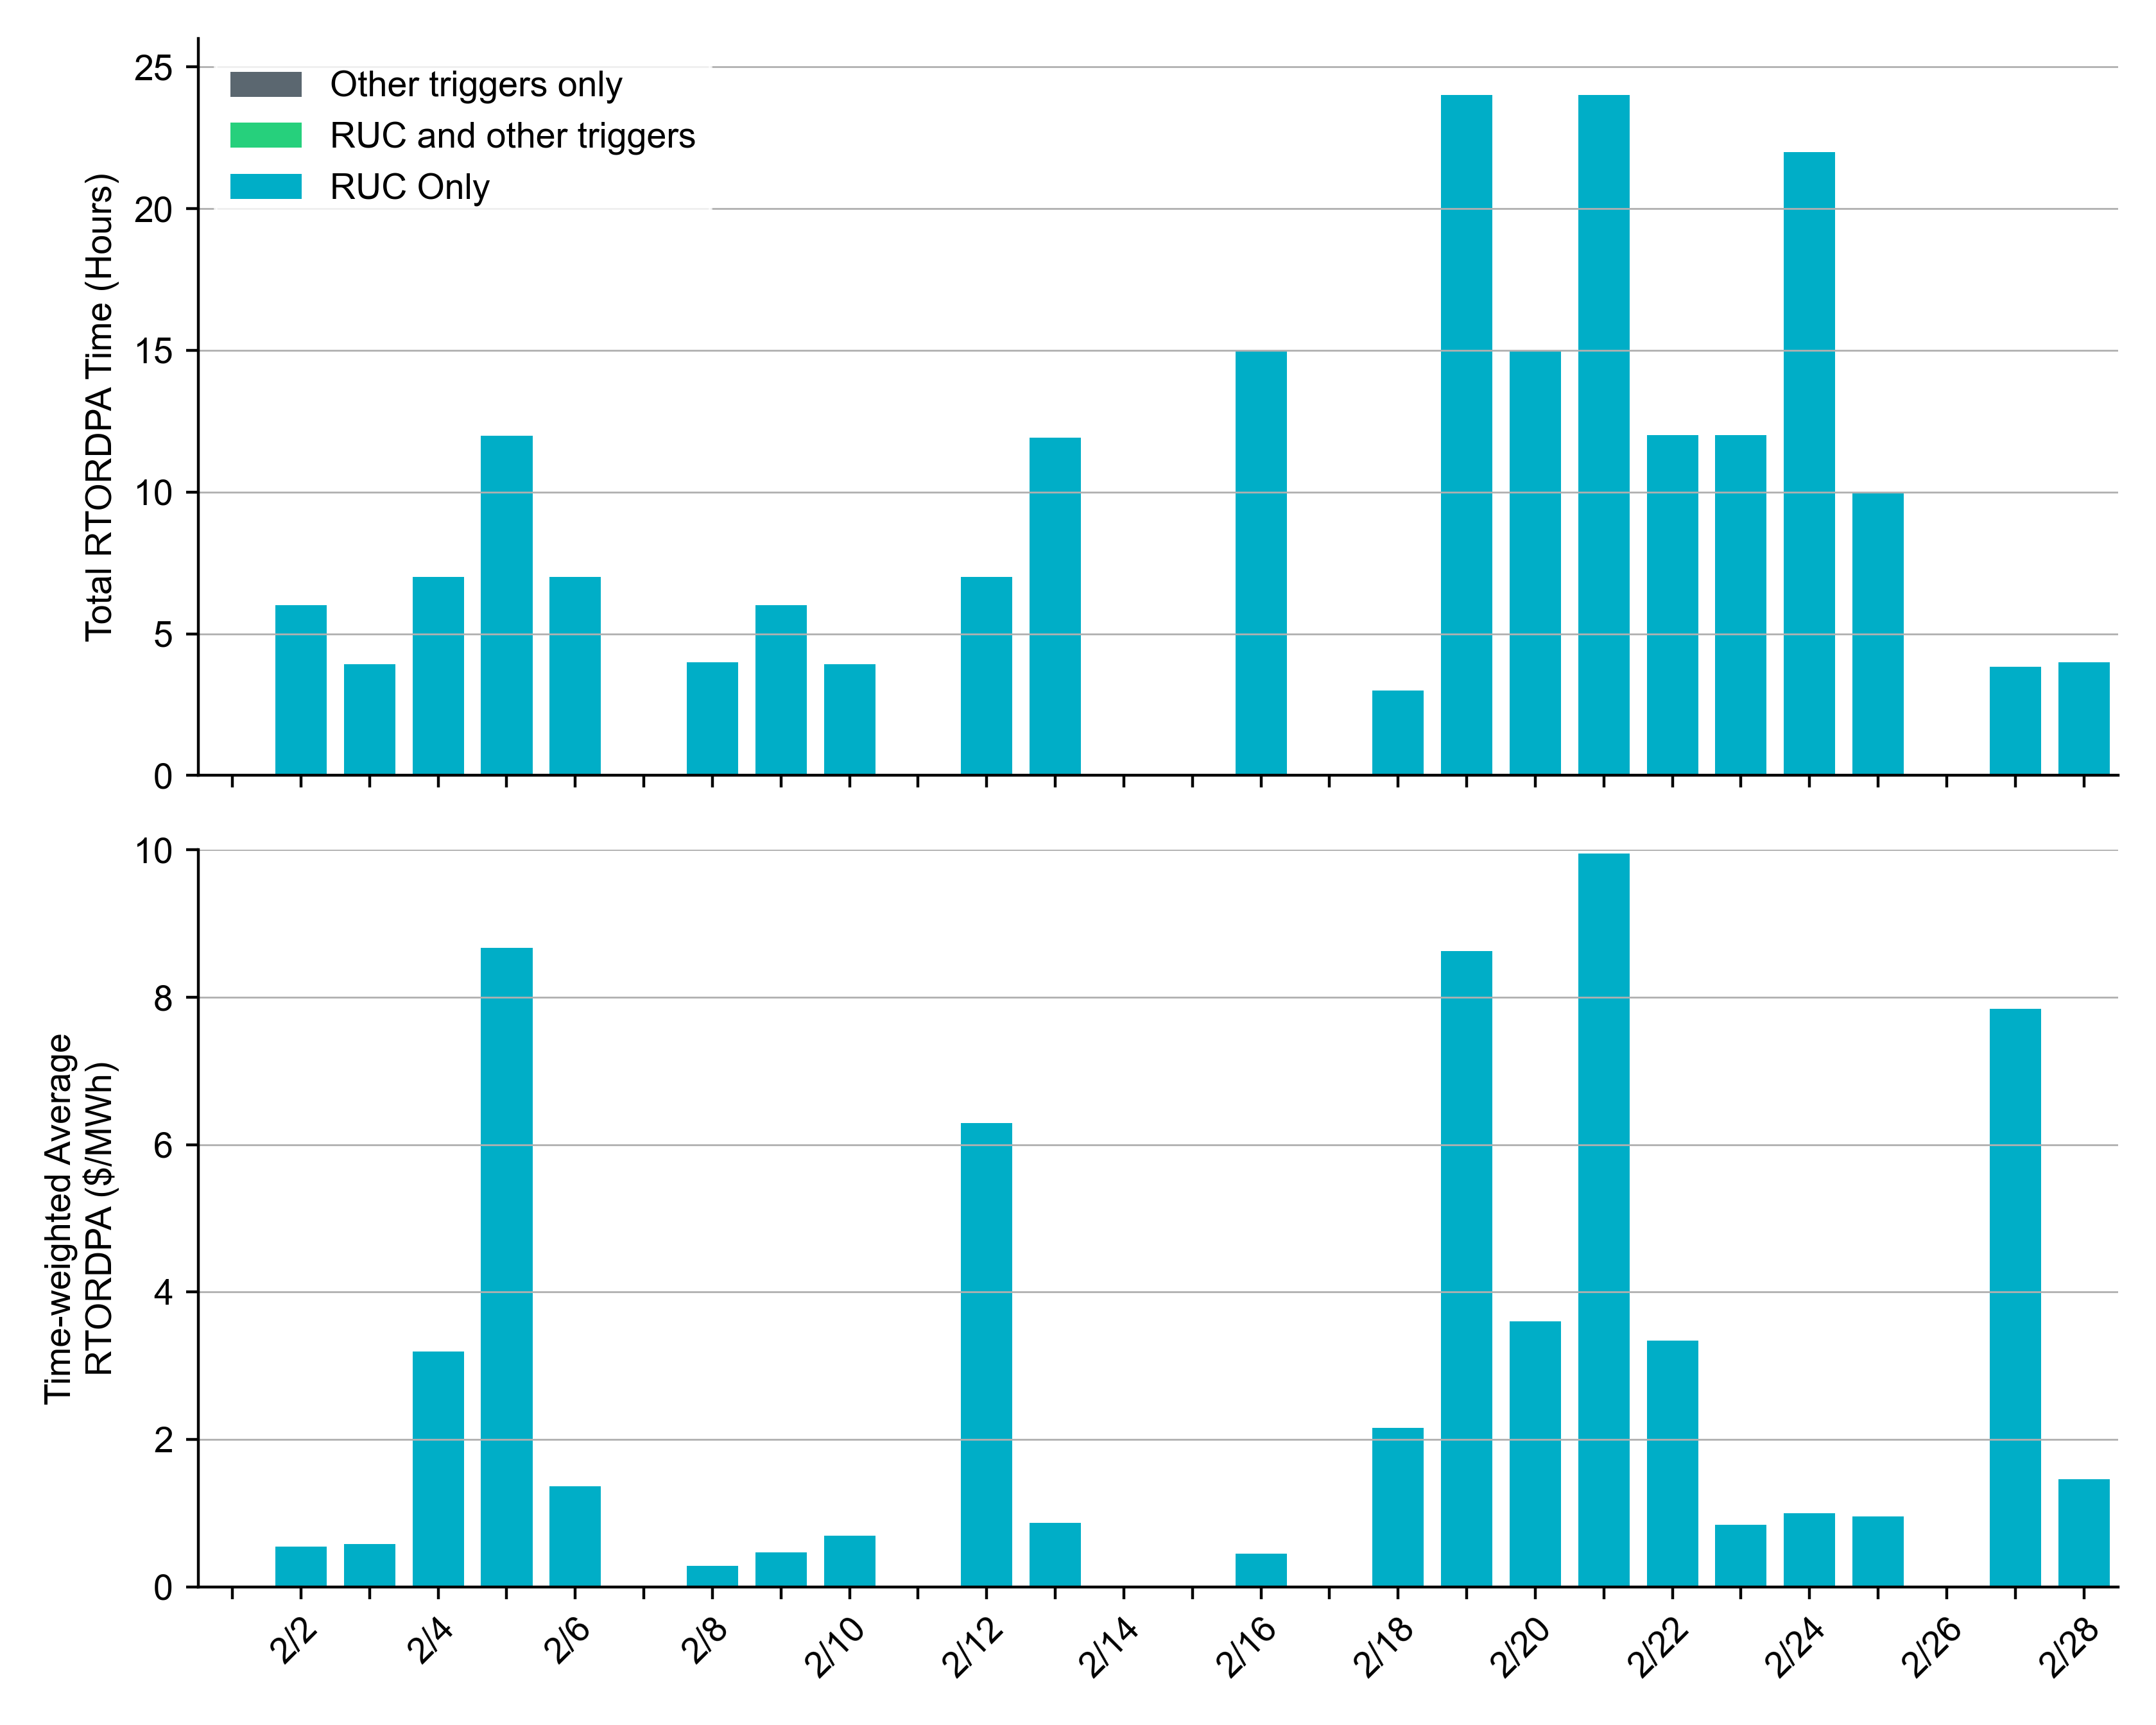 Total RTORDPA Time (Hours)
25
20
15
10
5
0
Other triggers only
RUC and other triggers
RUC Only
Time-weighted Average
RTORDPA ($/MWh)
10
8
6
4
2
0
2/2 2/4 2/6 2/8 2/10 2/12 2/14 2/16 2/18 2/20 2/22 2/24 2/26 2/28